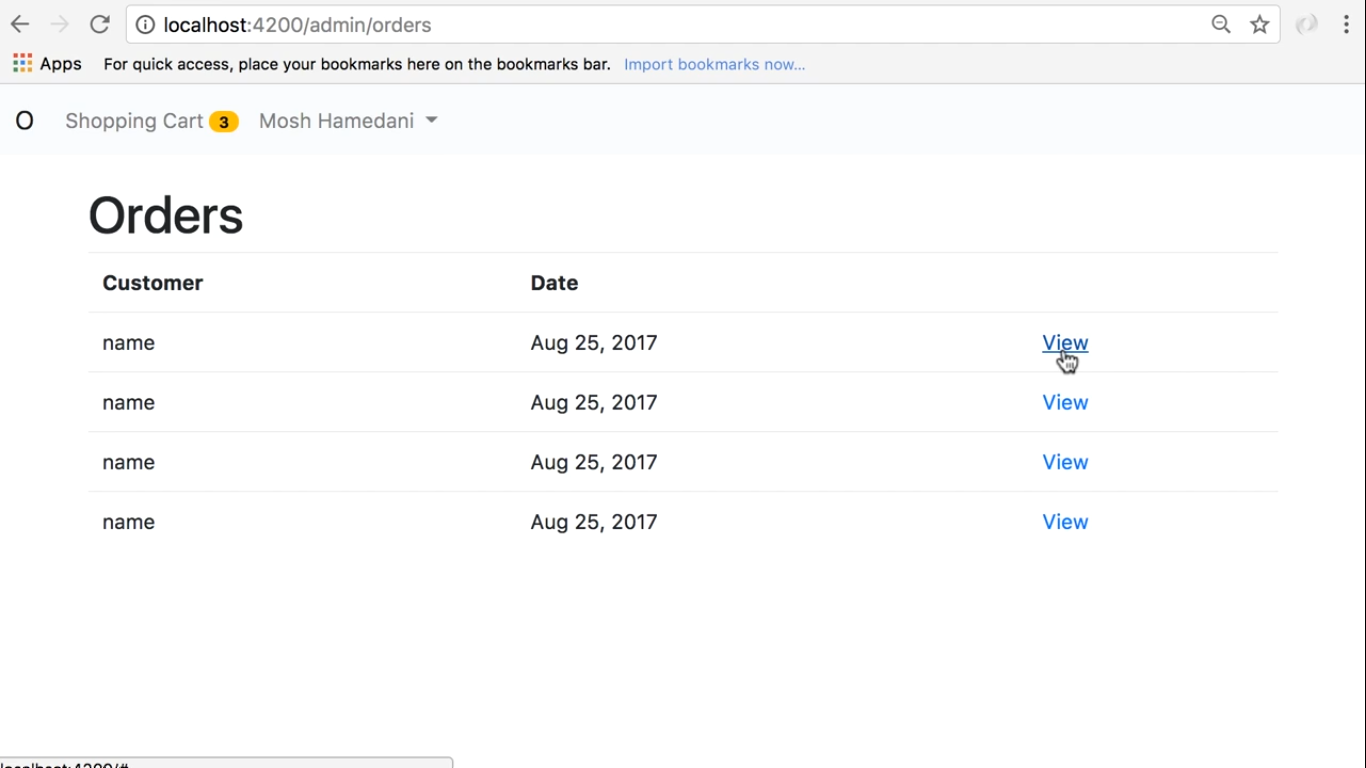 localhost:4200/admin/orders
Apps For quick access, place your bookmarks here on the bookmarks bar. Import bookmarks now...
O Shopping Cart 3 Mosh Hamedani
Orders
Customer Date
name Aug 25, 2017 View
name Aug 25, 2017 View
name Aug 25, 2017 View
name Aug 25, 2017 View